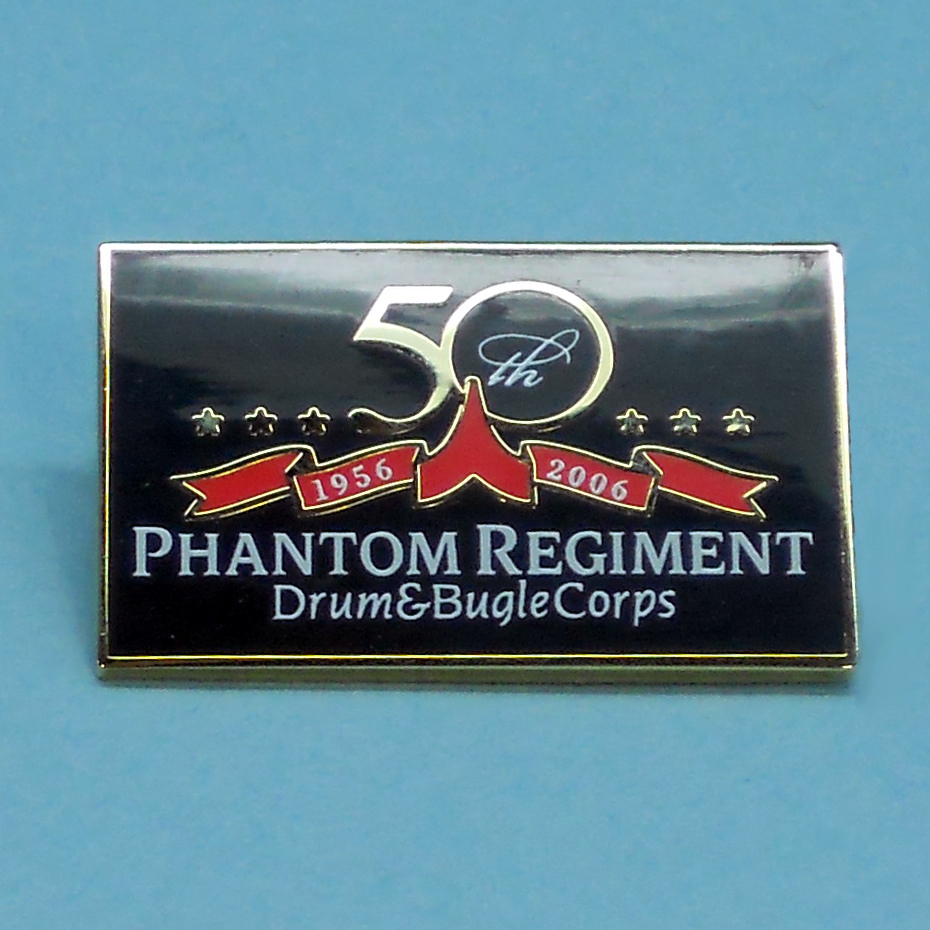 50th
1956 2006
PHANTOM REGIMENT
Drum&BugleCorps